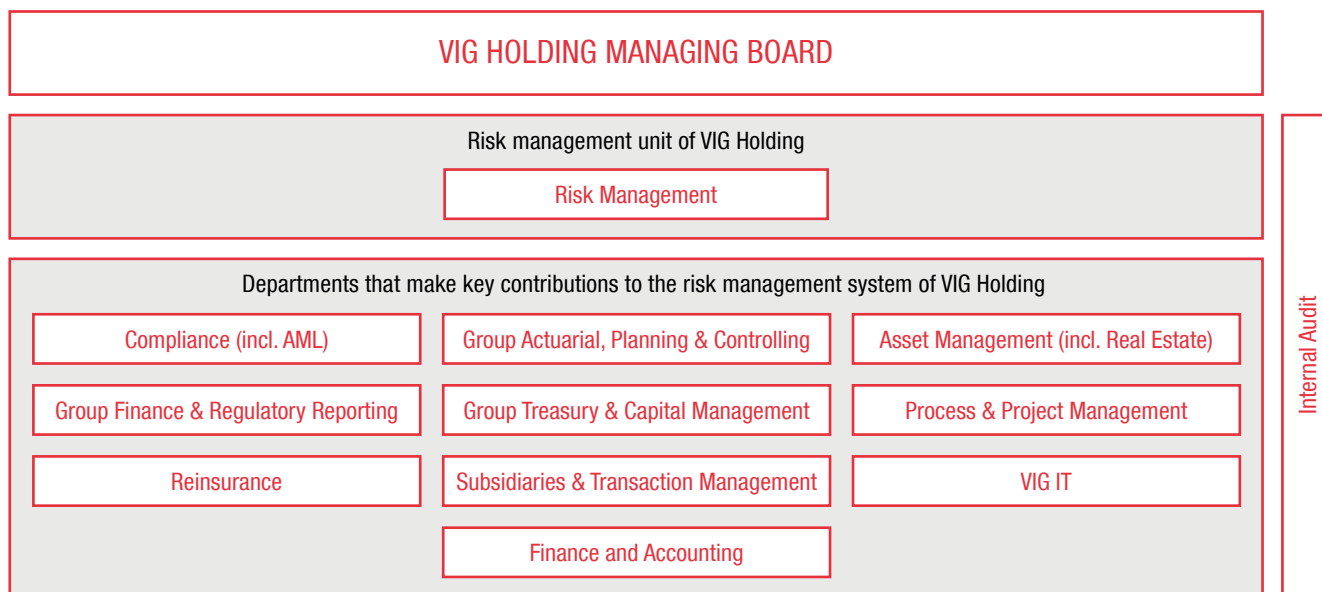 VIG HOLDING MANAGING BOARD
Risk management unit of VIG Holding
Risk Management
Departments that make key contributions to the risk management system of VIG Holding
Compliance (incl. AML)
Group Actuarial, Planning & Controlling
Asset Management (incl. Real Estate)
Group Finance & Regulatory Reporting
Group Treasury & Capital Management
Process & Project Management
Reinsurance
Subsidiaries & Transaction Management
VIG IT
Finance and Accounting
Internal Audit